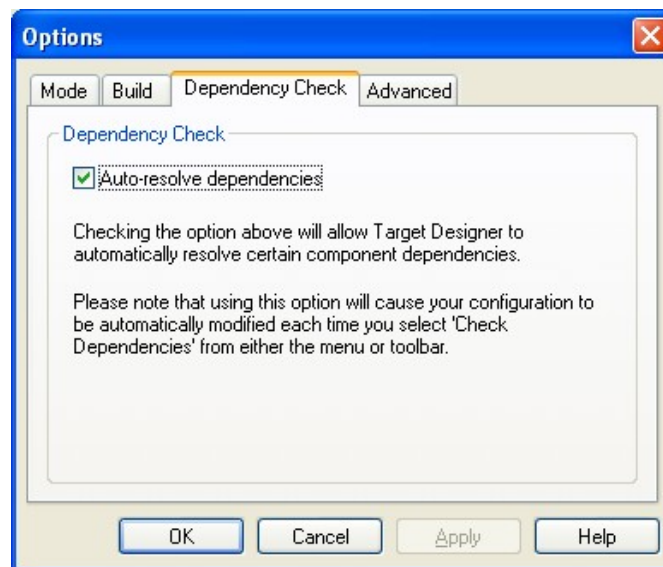 Options
Mode Build Dependency Check Advanced
Dependency Check
Auto-resolve dependencies
Checking the option above will allow Target Designer to
automatically resolve certain component dependencies.
Please note that using this option will cause your configuration to
be automatically modified each time you select 'Check
Dependencies' from either the menu or toolbar.
OK Cancel Apply Help